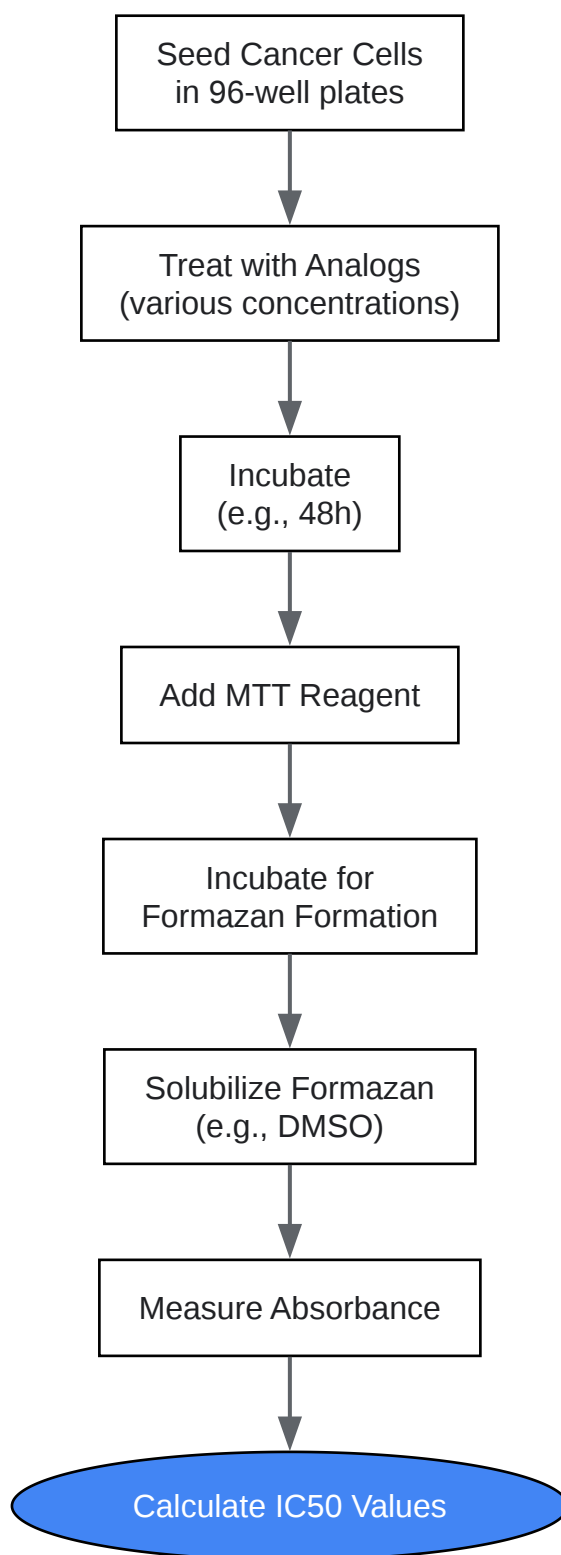 Seed Cancer Cells
in 96-well plates
Treat with Analogs
(various concentrations)
Incubate
(e.g., 48h)
Add MTT Reagent
Incubate for
Formazan Formation
Solubilize Formazan
(e.g., DMSO)
Measure Absorbance
Calculate IC50 Values